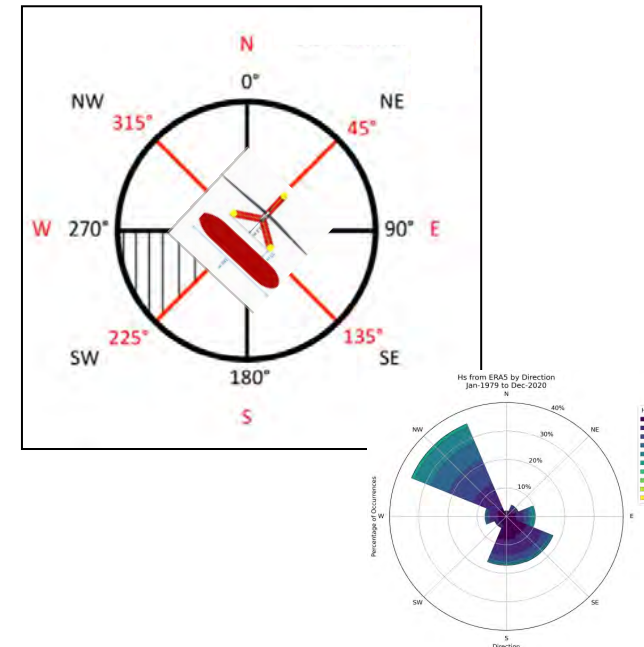 N
0°
NW
NE
315°
45°
W 270°
90° E
225°
135°
SW
SE
180°
S
Hs from ERA5 by Direction
Jan-1979 to Dec-2020
N
40%
NW
NE
30%
20%
10%
W
E
Percentage of Occurrences
SW
SE
S
Direction